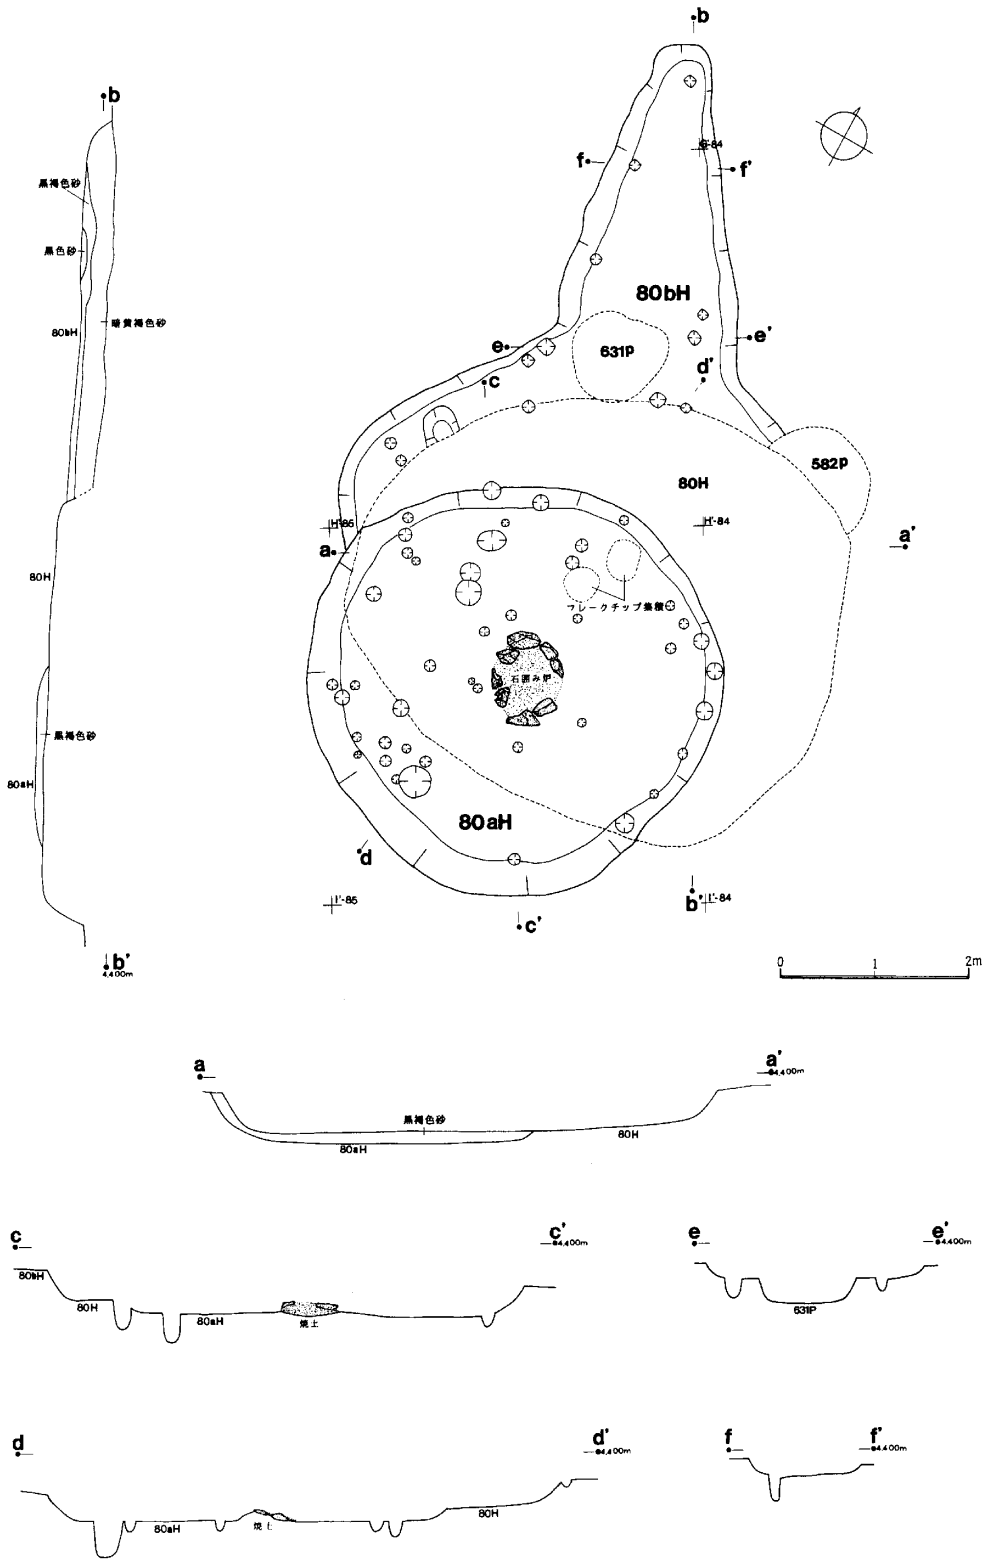 b
b
黒褐色砂
G'-84
f
f'
黒色砂
80bH
80bH
暗黄褐色砂
e
e'
631P
c
d'
582P
80H
H'-85
H'-84
a
a'
80H
フレークチップ集積
石囲み炉
黒褐色砂
80aH
80aH
d
I'-85
b'
I'-84
c'
b'
4,400m
0 1 2m
a
a'
4,400m
黒褐色砂
80aH
80H
c
c'
4,400m
80bH
80H
80aH
焼土
e
e'
4,400m
631P
d
d'
4,400m
80H
80aH
焼土
f
f'
4,400m